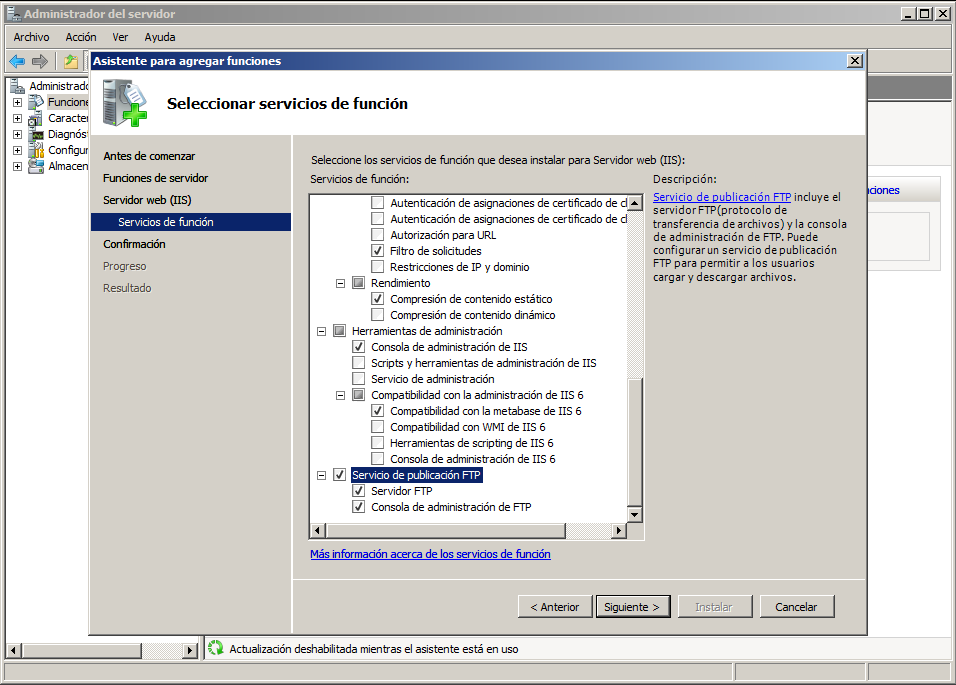 Administrador del servidor
Archivo Acción Ver Ayuda
Asistente para agregar funciones
Seleccionar servicios de función
Administrado
Funcione
Caracter
Diagnós
Configur
Almacen
Antes de comenzar
Funciones de servidor
Servidor web (IIS)
Servicios de función
Confirmación
Progreso
Resultado
Seleccione los servicios de función que desea instalar para Servidor web (IIS):
Servicios de función:
Autenticación de asignaciones de certificado de cl
Autenticación de asignaciones de certificado de cl
Autorización para URL
Filtro de solicitudes
Restricciones de IP y dominio
Rendimiento
Compresión de contenido estático
Compresión de contenido dinámico
Herramientas de administración
Consola de administración de IIS
Scripts y herramientas de administración de IIS
Servicio de administración
Compatibilidad con la administración de IIS 6
Compatibilidad con la metabase de IIS 6
Compatibilidad con WMI de IIS 6
Herramientas de scripting de IIS 6
Consola de administración de IIS 6
Servicio de publicación FTP
Servidor FTP
Consola de administración de FTP
Más información acerca de los servicios de función
Descripción:
Servicio de publicación FTP incluye el
servidor FTP(protocolo de
transferencia de archivos) y la consola
de administración de FTP. Puede
configurar un servicio de publicación
FTP para permitir a los usuarios
cargar y descargar archivos.
ciones
< Anterior Siguiente > Instalar Cancelar
Actualización deshabilitada mientras el asistente está en uso